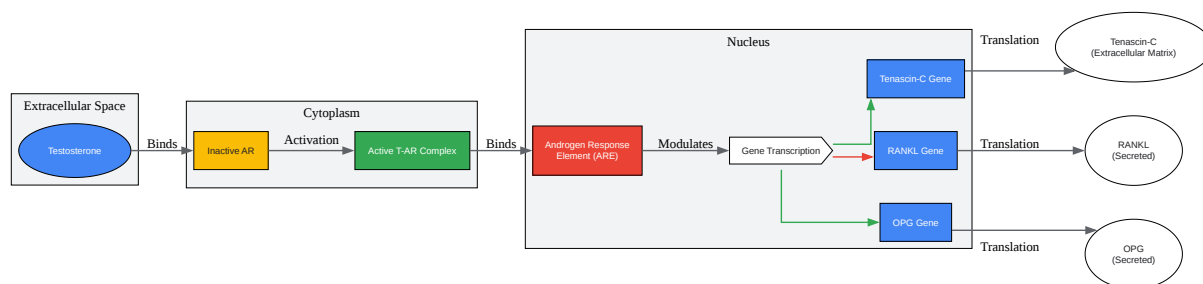 Nucleus
Translation
Tenascin-C
(Extracellular Matrix)
Tenascin-C Gene
Extracellular Space
Cytoplasm
Testosterone
Binds
Inactive AR
Activation
Active T-AR Complex
Binds
Androgen Response
Element (ARE)
Modulates
Gene Transcription
RANKL Gene
Translation
RANKL
(Secreted)
OPG Gene
Translation
OPG
(Secreted)